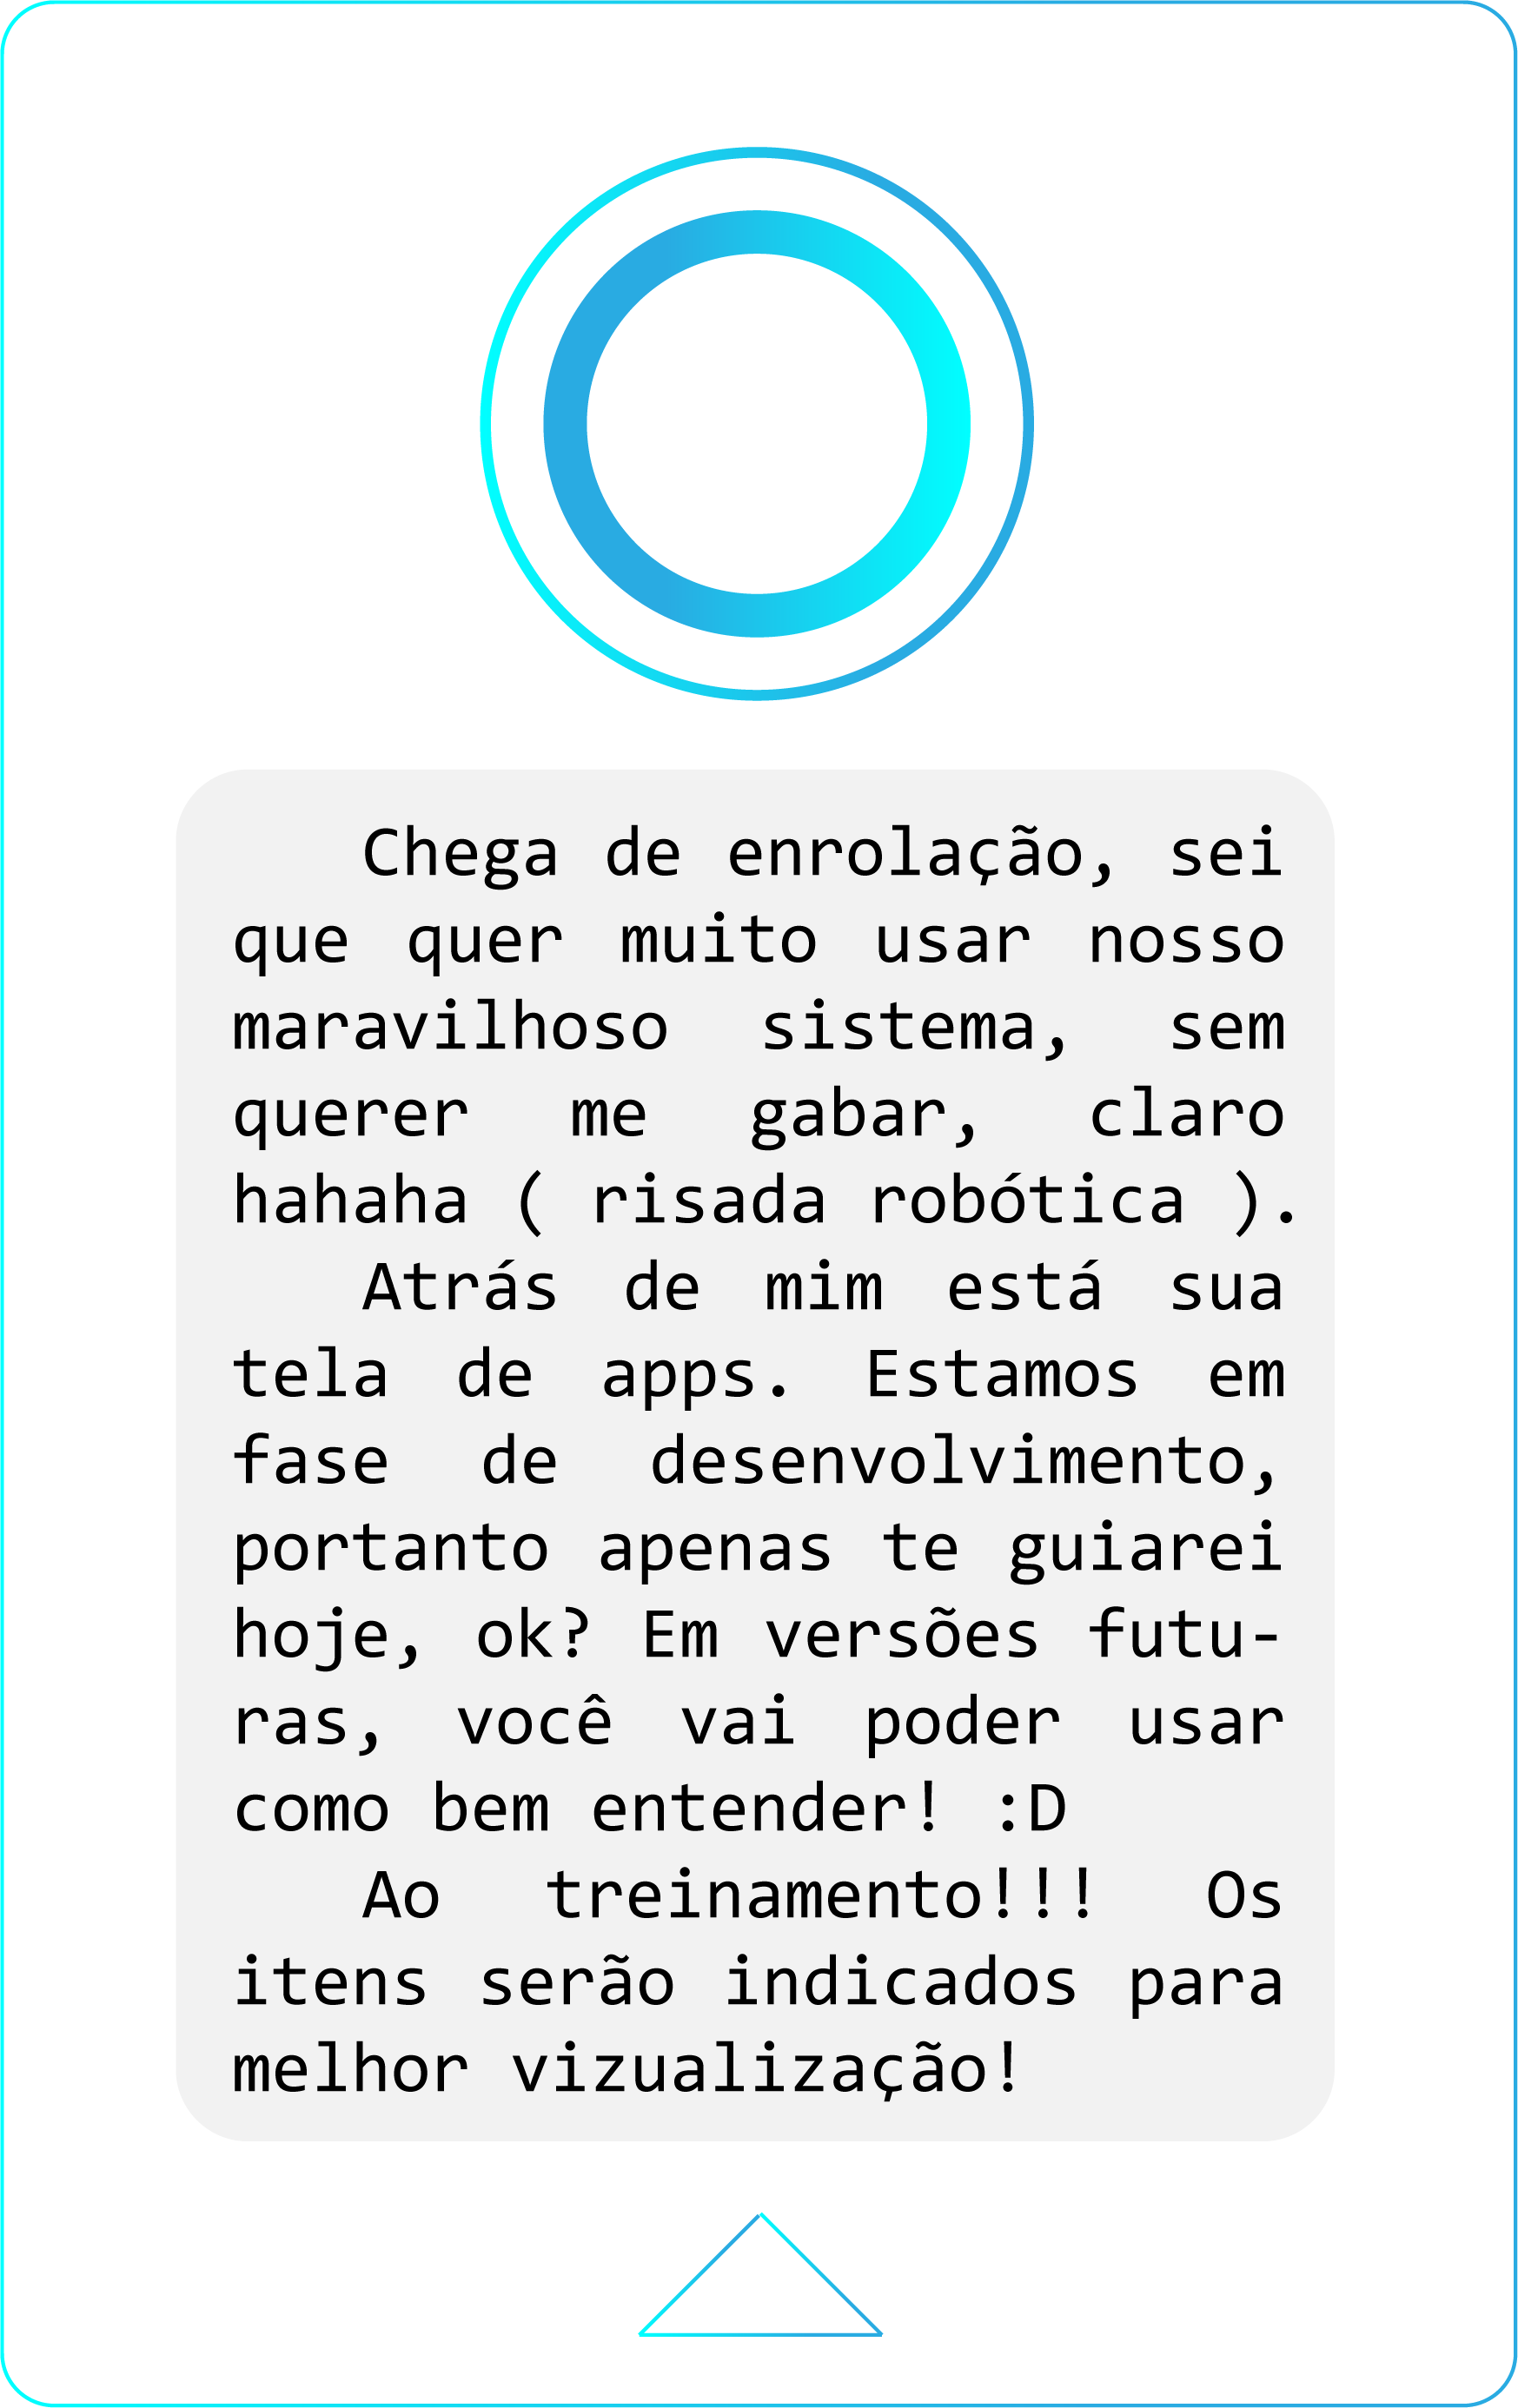 Chega de enrolação, sei
que quer muito usar nosso
maravilhoso sistema, sem
querer me gabar, claro
hahaha ( risada robótica ).
Atrás de mim está sua
tela de apps. Estamos em
fase de desenvolvimento,
portanto apenas te guiarei
hoje, ok? Em versões futu-
ras, você vai poder usar
como bem entender! :D
Ao treinamento!!! Os
itens serão indicados para
melhor vizualização!